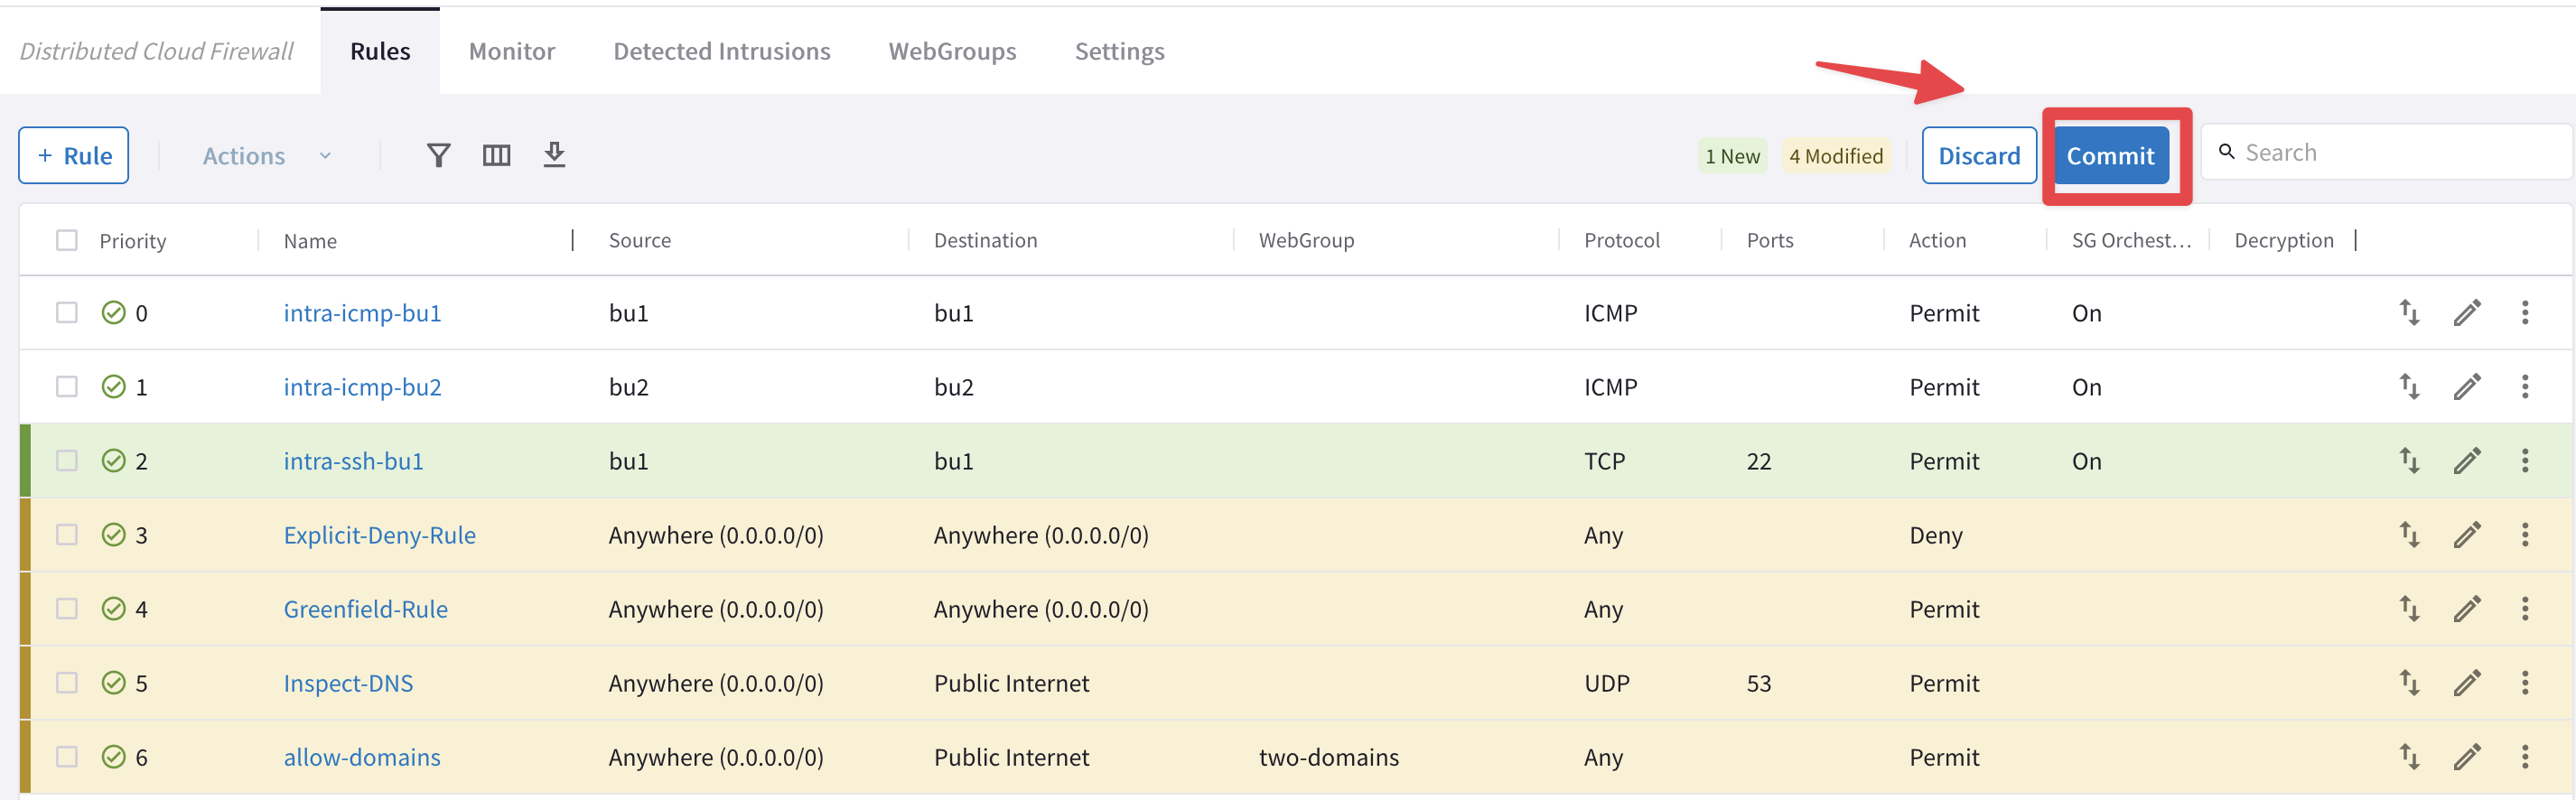 Distributed Cloud Firewall Rules Monitor Detected Intrusions WebGroups Settings
+ Rule Actions 1 New 4 Modified Discard Commit Search
Priority Name Source Destination WebGroup Protocol Ports Action SG Orchest... Decryption
0 intra-icmp-bu1 bu1 bu1 ICMP Permit On
1 intra-icmp-bu2 bu2 bu2 ICMP Permit On
2 intra-ssh-bu1 bu1 bu1 TCP 22 Permit On
3 Explicit-Deny-Rule Anywhere (0.0.0.0/0) Anywhere (0.0.0.0/0) Any Deny
4 Greenfield-Rule Anywhere (0.0.0.0/0) Anywhere (0.0.0.0/0) Any Permit
5 Inspect-DNS Anywhere (0.0.0.0/0) Public Internet UDP 53 Permit
6 allow-domains Anywhere (0.0.0.0/0) Public Internet two-domains Any Permit